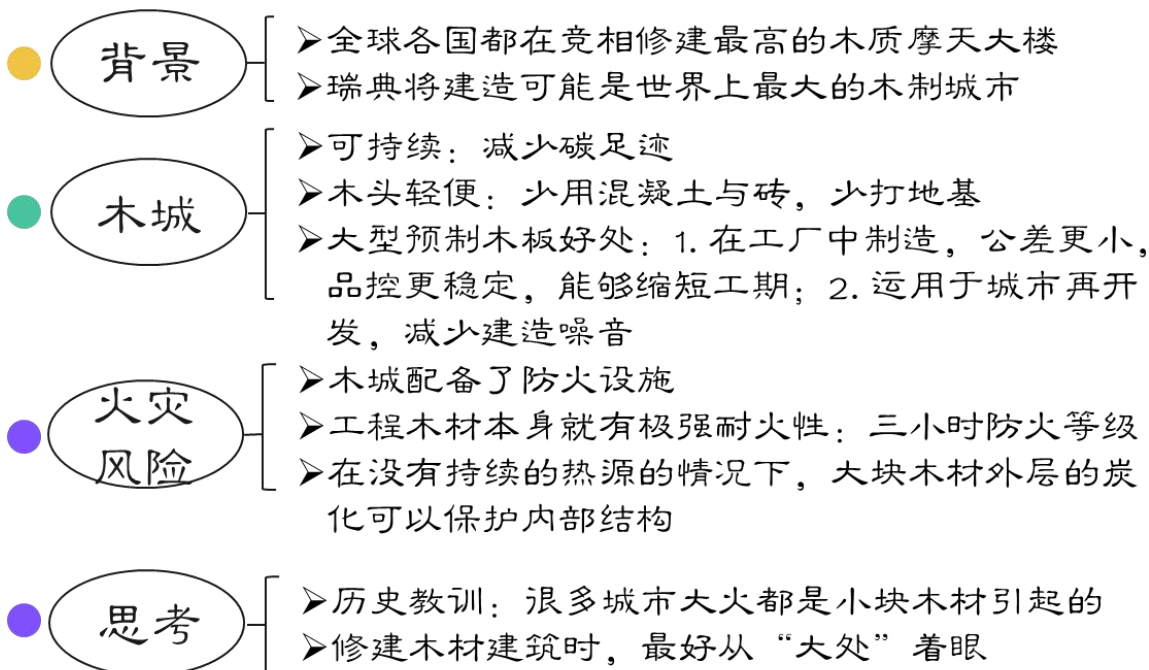 背景
➢全球各国都在竞相修建最高的木质摩天大楼
➢瑞典将建造可能是世界上最大的木制城市
木城
➢可持续：减少碳足迹
➢木头轻便：少用混凝土与砖，少打地基
➢大型预制木板好处：1. 在工厂中制造，公差更小，
品控更稳定，能够缩短工期；2. 运用于城市再开
发，减少建造噪音
火灾
风险
➢木城配备了防火设施
➢工程木材本身就有极强耐火性：三小时防火等级
➢在没有持续的热源的情况下，大块木材外层的炭
化可以保护内部结构
思考
➢历史教训：很多城市大火都是小块木材引起的
➢修建木材建筑时，最好从“大处”着眼